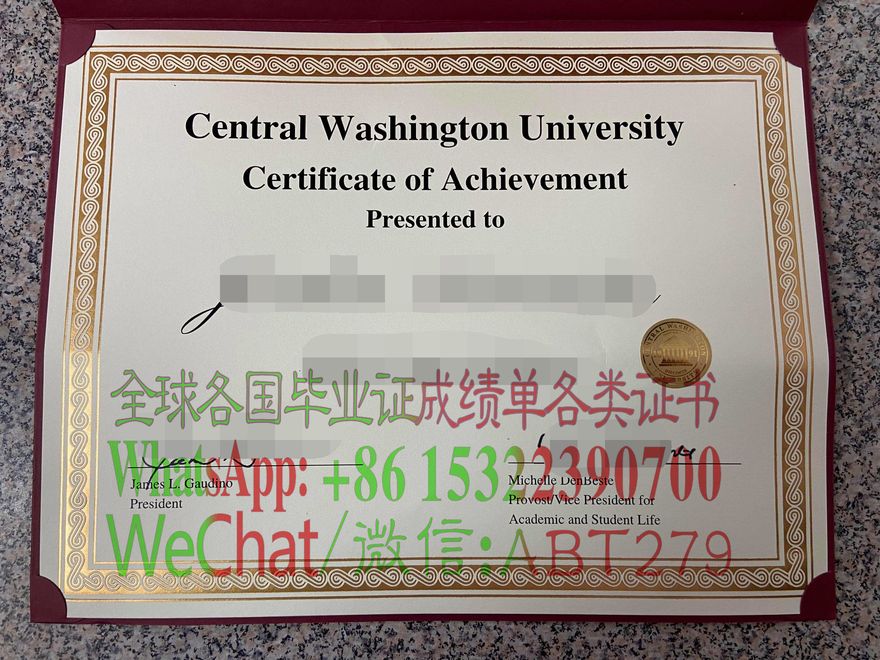 Central Washington University
Certificate of Achievement
Presented to
全球各国毕业证成绩单各类证书
WhatsApp: +86 15322390700
James L. Gaudino
President
Michelle DenBeste
Provost/Vice President for
Academic and Student Life
WeChat/微信:ABT279